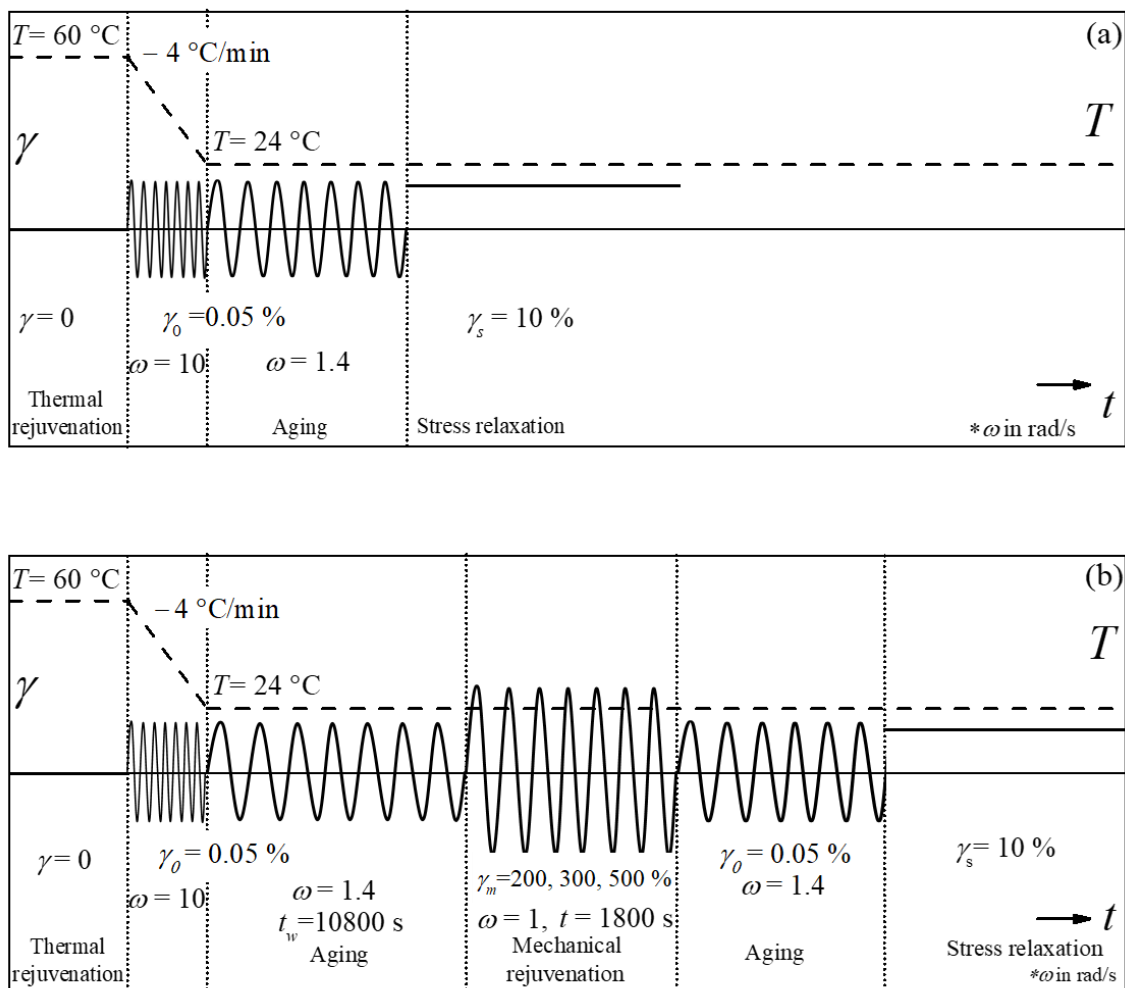 (a)
T= 60 °C
– 4 °C/min
γ
T= 24 °C
T
γ= 0
γ0 =0.05 %
γs = 10 %
ω= 10
ω= 1.4
Thermal
rejuvenation
Aging
Stress relaxation
t
*ω in rad/s
(b)
T= 60 °C
– 4 °C/min
γ
T= 24 °C
T
γ= 0
γ0 = 0.05 %
ω= 10
ω= 1.4
tw=10800 s
Aging
γm=200, 300, 500 %
ω= 1, t = 1800 s
Mechanical
rejuvenation
γ0 = 0.05 %
ω= 1.4
Aging
γs= 10 %
t
Thermal
rejuvenation
Stress relaxation
*ω in rad/s